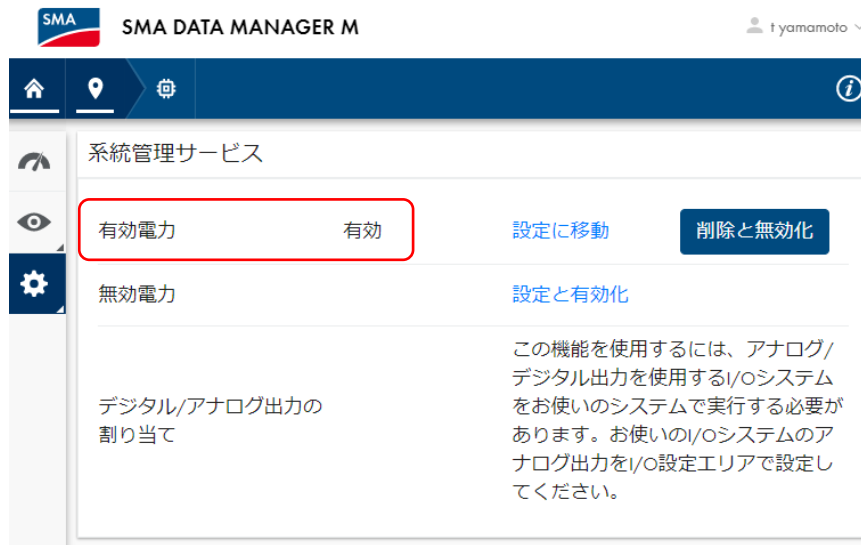 SMA
SMA DATA MANAGER M
t yamamoto
系統管理サービス
有効電力 有効 設定に移動 削除と無効化
無効電力 設定と有効化
デジタル/アナログ出力の
割り当て
この機能を使用するには、アナログ/
デジタル出力を使用するI/Oシステム
をお使いのシステムで実行する必要が
あります。お使いのI/Oシステムのア
ナログ出力をI/O設定エリアで設定し
てください。